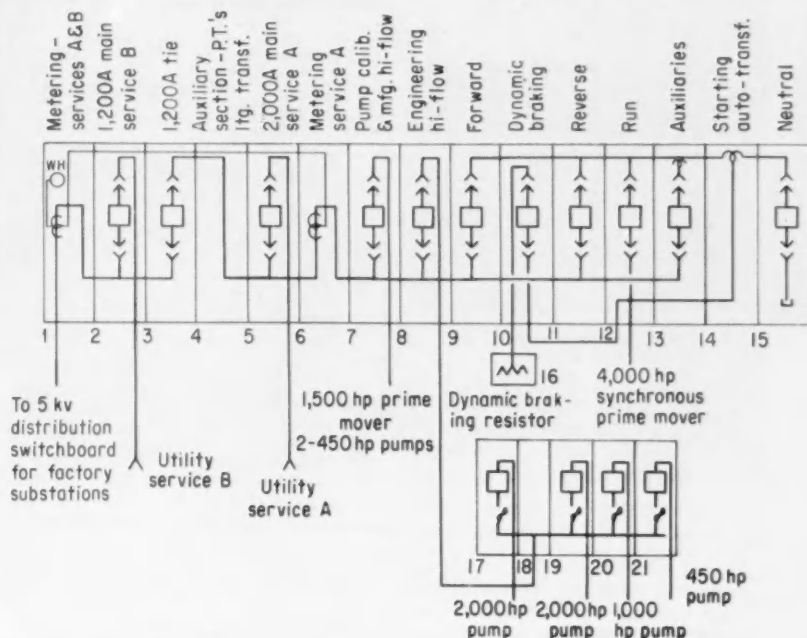 Metering –
services A&B
1,200A main
service B
1,200A tie
Auxiliary
section – P.T.'s
ltg. transf.
2,000A main
service A
Metering
service A
Pump calib.
& mfg. hi-flow
Engineering
hi-flow
Forward
Dynamic
braking
Reverse
Run
Auxiliaries
Starting
auto-transf.
Neutral
WH
1 2 3 4 5 6 7 8 9 10 11 12 13 14 15
To 5 kv
distribution
switchboard
for factory
substations
Utility service B
Utility
service A
1,500 hp prime
mover
2-450 hp pumps
16
Dynamic brak-
ing resistor
4,000 hp
synchronous
prime mover
17 18 19 20 21
2,000 hp
pump
2,000 hp
pump
1,000
hp pump
450 hp
pump